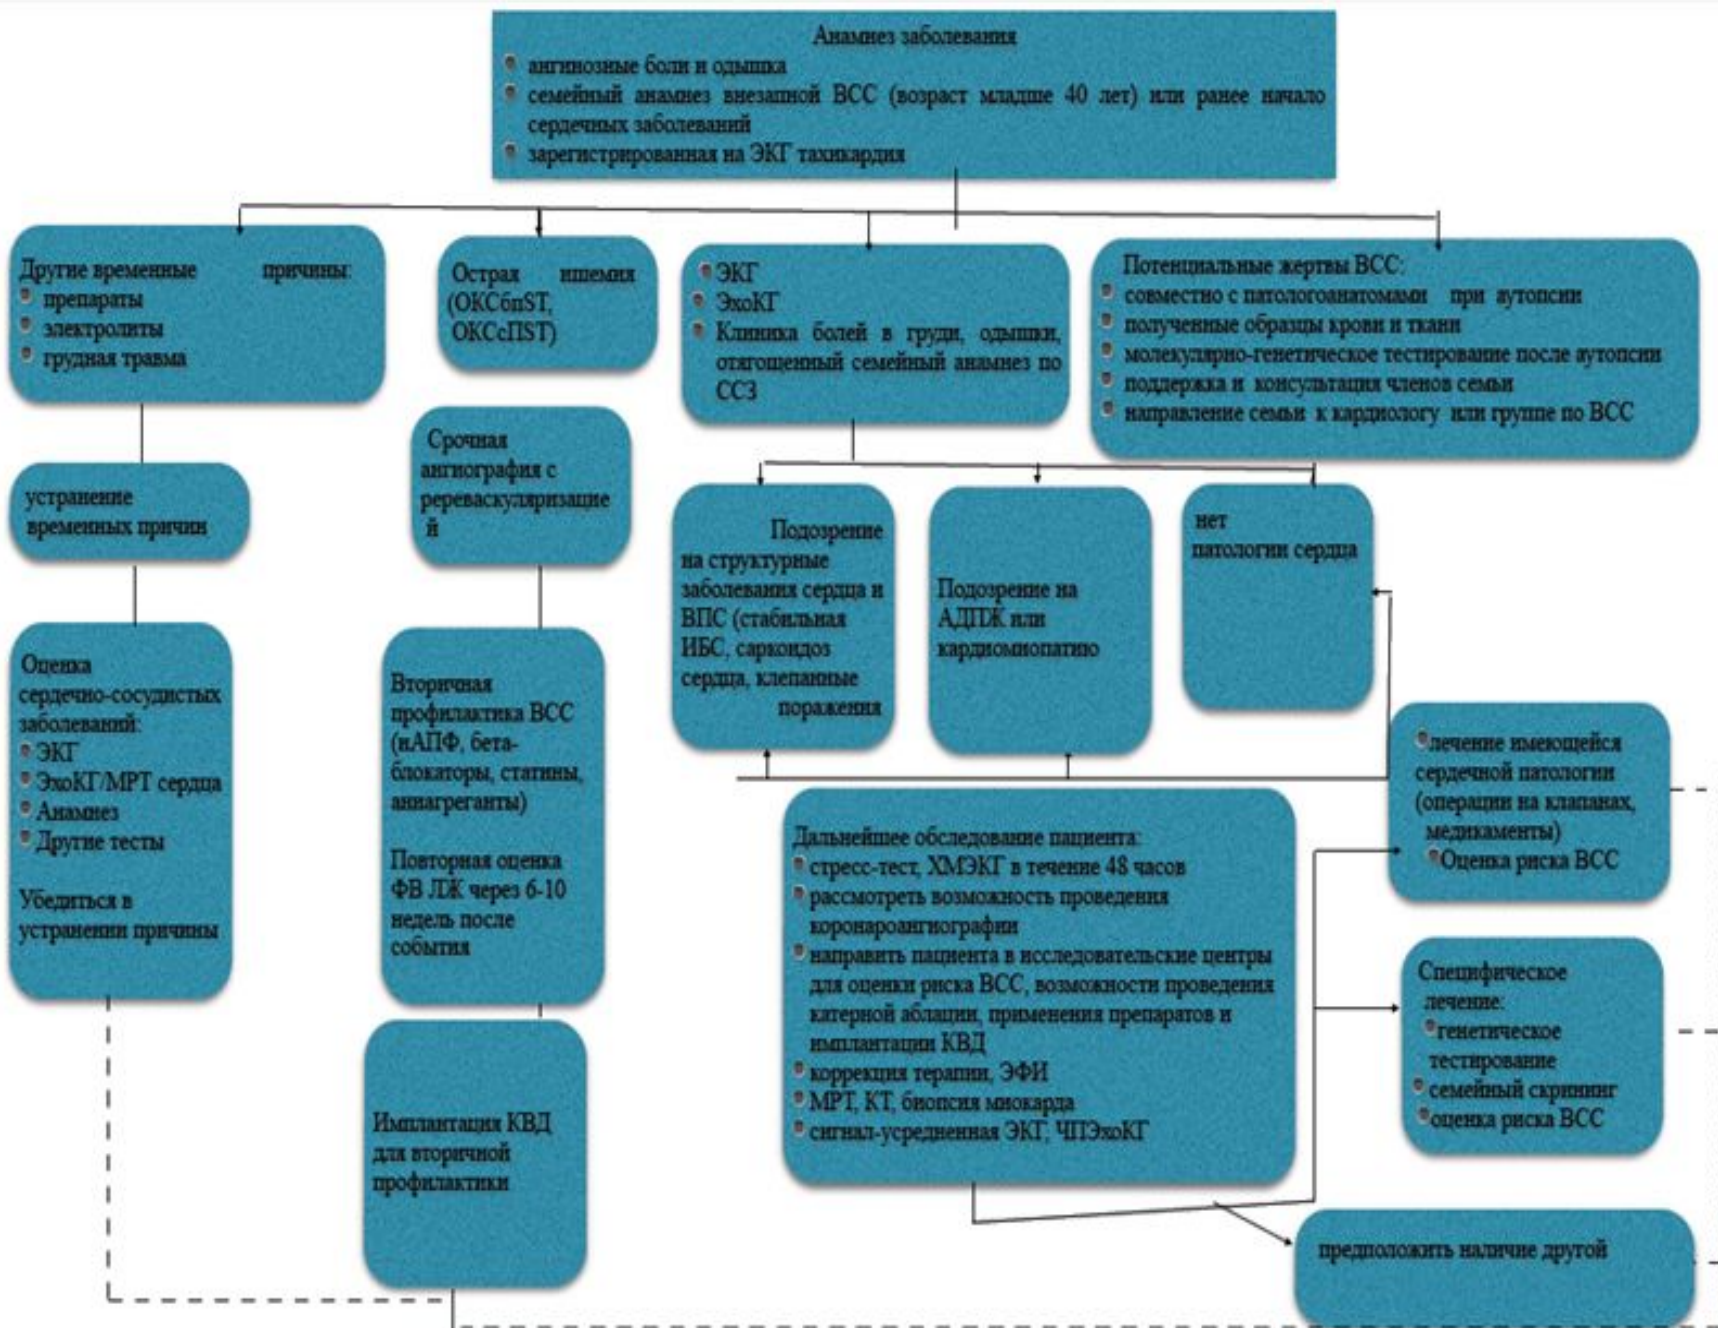 Анамнез заболевания
ангинозные боли и одышка
семейный анамнез внезапной ВСС (возраст младше 40 лет) или ранее начало
сердечных заболеваний
зарегистрированная на ЭКГ тахикардия
Другие временные причины:
препараты
электролиты
грудная травма
Острая ишемия
(ОКСбпST,
ОКСсПST)
ЭКГ
ЭхоКГ
Клиника болей в груди, одышки,
отягощенный семейный анамнез по
ССЗ
Потенциальные жертвы ВСС:
совместно с патологоанатомами при аутопсии
полученные образцы крови и ткани
молекулярно-генетическое тестирование после аутопсии
поддержка и консультация членов семьи
направление семьи к кардиологу или группе по ВСС
устранение
временных причин
Срочная
ангиография с
ререваскуляризацие
й
Подозрение
на структурные
заболевания сердца и
ВПС (стабильная
ИБС, саркоидоз
сердца, клепанные
поражения
Подозрение на
АДПЖ или
кардиомиопатию
нет
патологии сердца
Оценка
сердечно-сосудистых
заболеваний:
ЭКГ
ЭхоКГ/МРТ сердца
Анамнез
Другие тесты
Убедиться в
устранении причины
Вторичная
профилактика ВСС
(иАПФ, бета-
блокаторы, статины,
аниагреганты)
Повторная оценка
ФВ ЛЖ через 6-10
недель после
события
Имплантация КВД
для вторичной
профилактики
Дальнейшее обследование пациента:
стресс-тест, ХМЭКГ в течение 48 часов
рассмотреть возможность проведения
коронароангиографии
направить пациента в исследовательские центры
для оценки риска ВСС, возможности проведения
катерной аблации, применения препаратов и
имплантации КВД
коррекция терапии, ЭФИ
МРТ, КТ, биопсия миокарда
сигнал-усредненная ЭКГ, ЧПЭхоКГ
лечение имеющейся
сердечной патологии
(операции на клапанах,
медикаменты)
Оценка риска ВСС
Специфическое
лечение:
генетическое
тестирование
семейный скрининг
оценка риска ВСС
предположить наличие другой